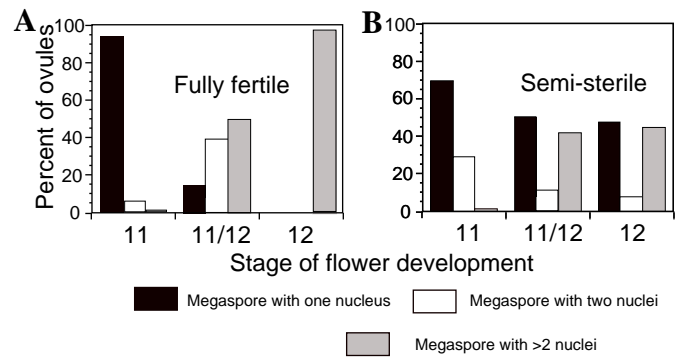 A
B
Percent of ovules
100
80
60
40
20
0
Fully fertile
11
11/12
12
100
80
60
40
20
0
Semi-sterile
11
11/12
12
Stage of flower development
Megaspore with one nucleus
Megaspore with two nuclei
Megaspore with >2 nuclei